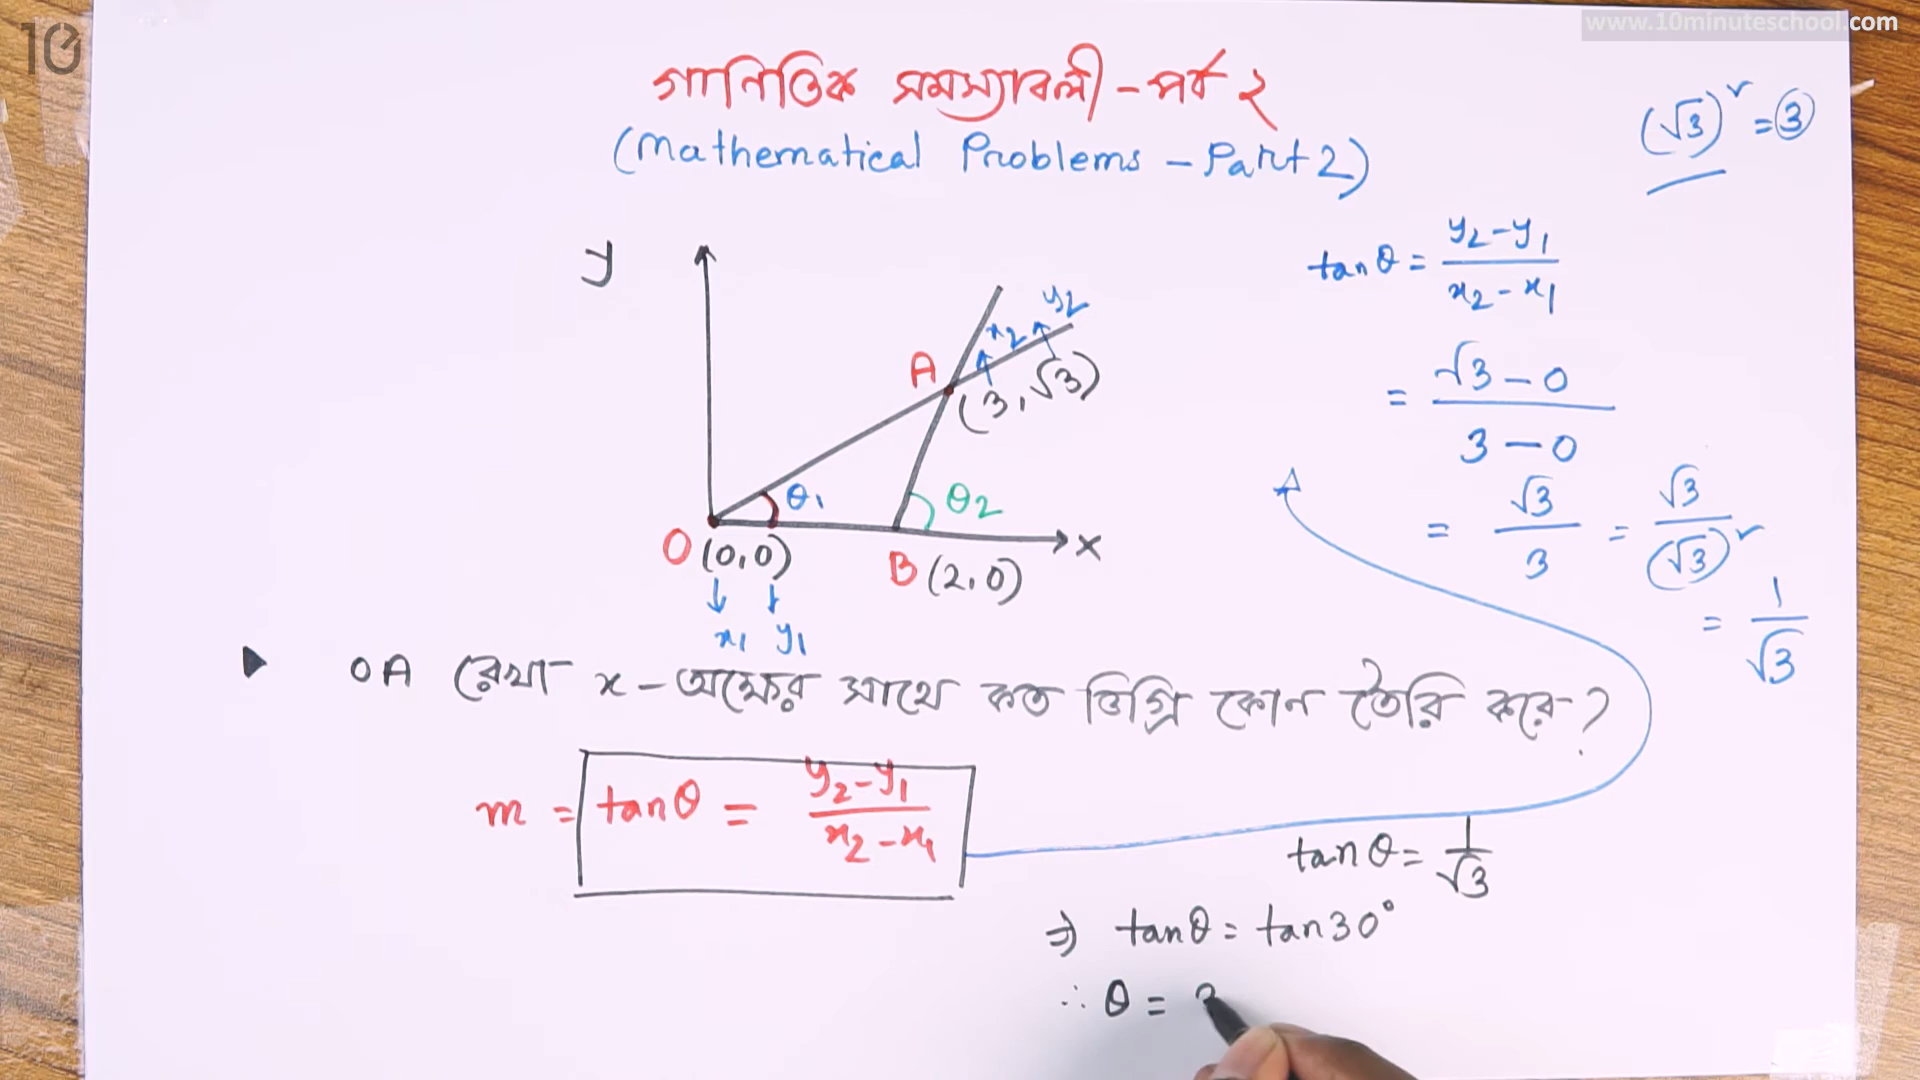 10
www.10minuteschool.com
গাণিতিক সমস্যাবলী - পর্ব ২
(Mathematical Problems - Part 2)
(√3)² = 3
y
A
(3, √3)
x2 y2
θ1
θ2
O (0,0)
B (2,0)
x
x1 y1
tanθ = (y2 - y1)/(x2 - x1)
= (√3 - 0)/(3 - 0)
= √3/3 = √3/(√3)²
= 1/√3
OA রেখা x - অক্ষের সাথে কত ডিগ্রি কোন তৈরি করে ?
m = tanθ = (y2 - y1)/(x2 - x1)
tanθ = 1/√3
⇒ tanθ = tan30°
∴ θ =